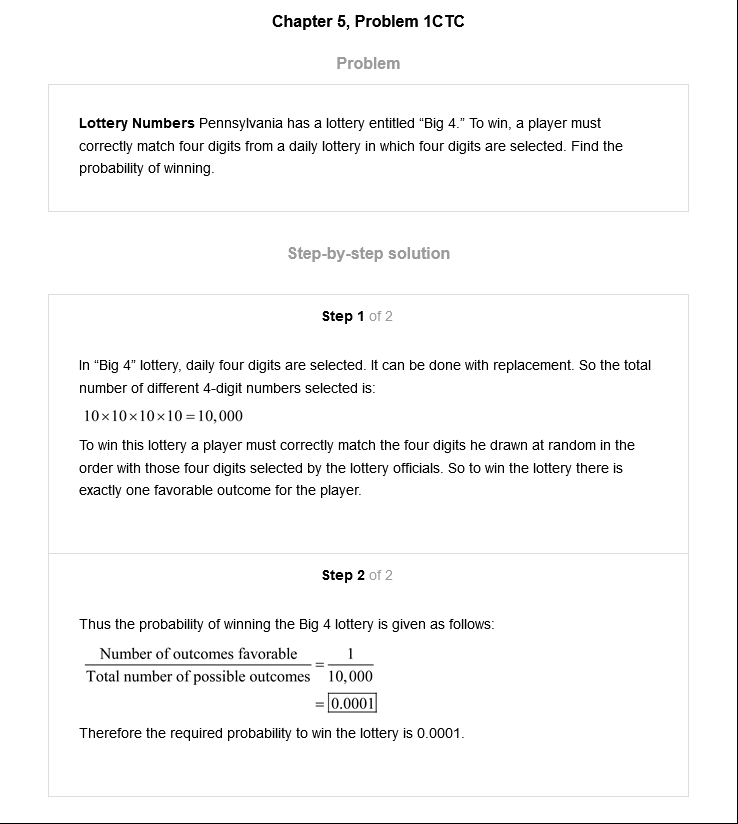 Chapter 5, Problem 1CTC
Problem
Lottery Numbers Pennsylvania has a lottery entitled “Big 4.” To win, a player must
correctly match four digits from a daily lottery in which four digits are selected. Find the
probability of winning.
Step-by-step solution
Step 1 of 2
In “Big 4” lottery, daily four digits are selected. It can be done with replacement. So the total
number of different 4-digit numbers selected is:
10×10×10×10=10,000
To win this lottery a player must correctly match the four digits he drawn at random in the
order with those four digits selected by the lottery officials. So to win the lottery there is
exactly one favorable outcome for the player.
Step 2 of 2
Thus the probability of winning the Big 4 lottery is given as follows:
Number of outcomes favorable
Total number of possible outcomes
=
1
10,000
= 0.0001
Therefore the required probability to win the lottery is 0.0001.